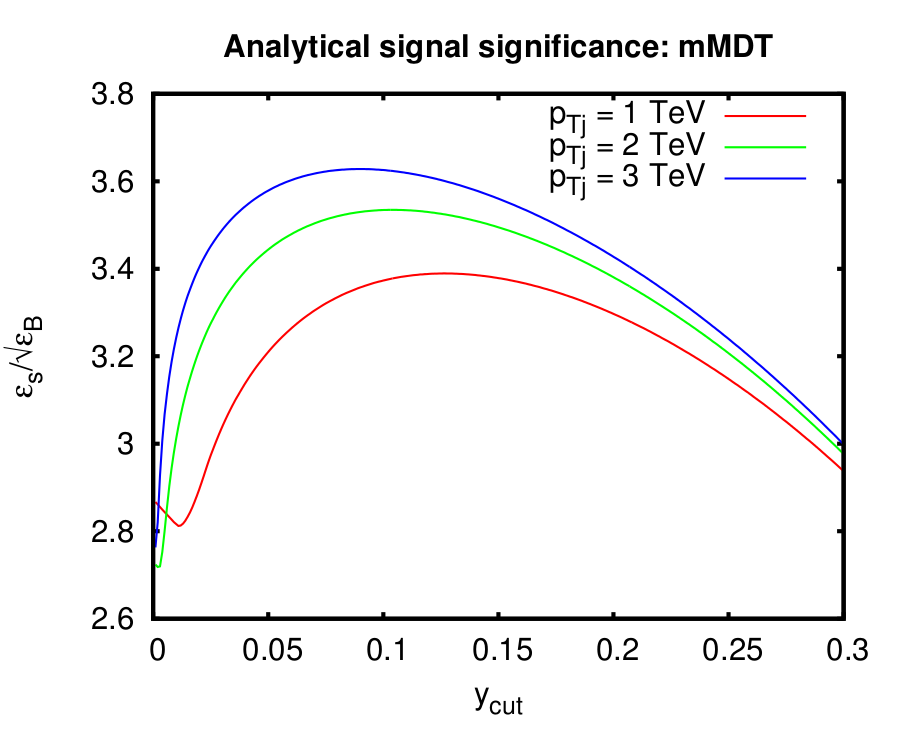 Analytical signal significance: mMDT
3.8
3.6
3.4
3.2
3
2.8
2.6
0 0.05 0.1 0.15 0.2 0.25 0.3
pTj = 1 TeV
pTj = 2 TeV
pTj = 3 TeV
εs/√εB
ycut